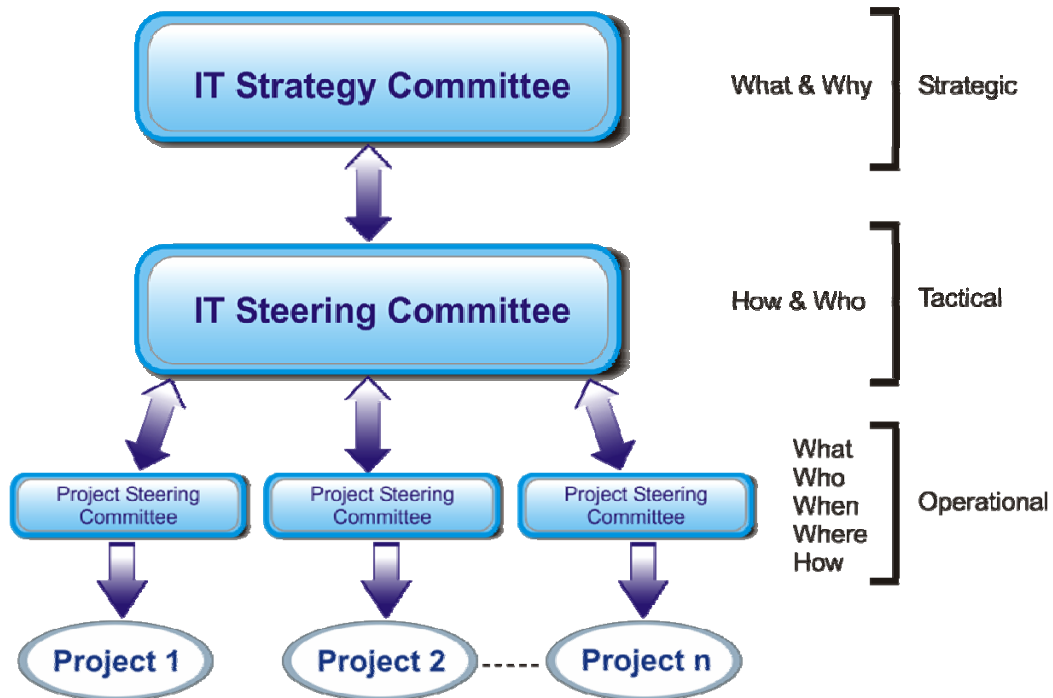 IT Strategy Committee
What & Why
Strategic
IT Steering Committee
How & Who
Tactical
Project Steering
Committee
Project Steering
Committee
Project Steering
Committee
What
Who
When
Where
How
Operational
Project 1
Project 2
Project n